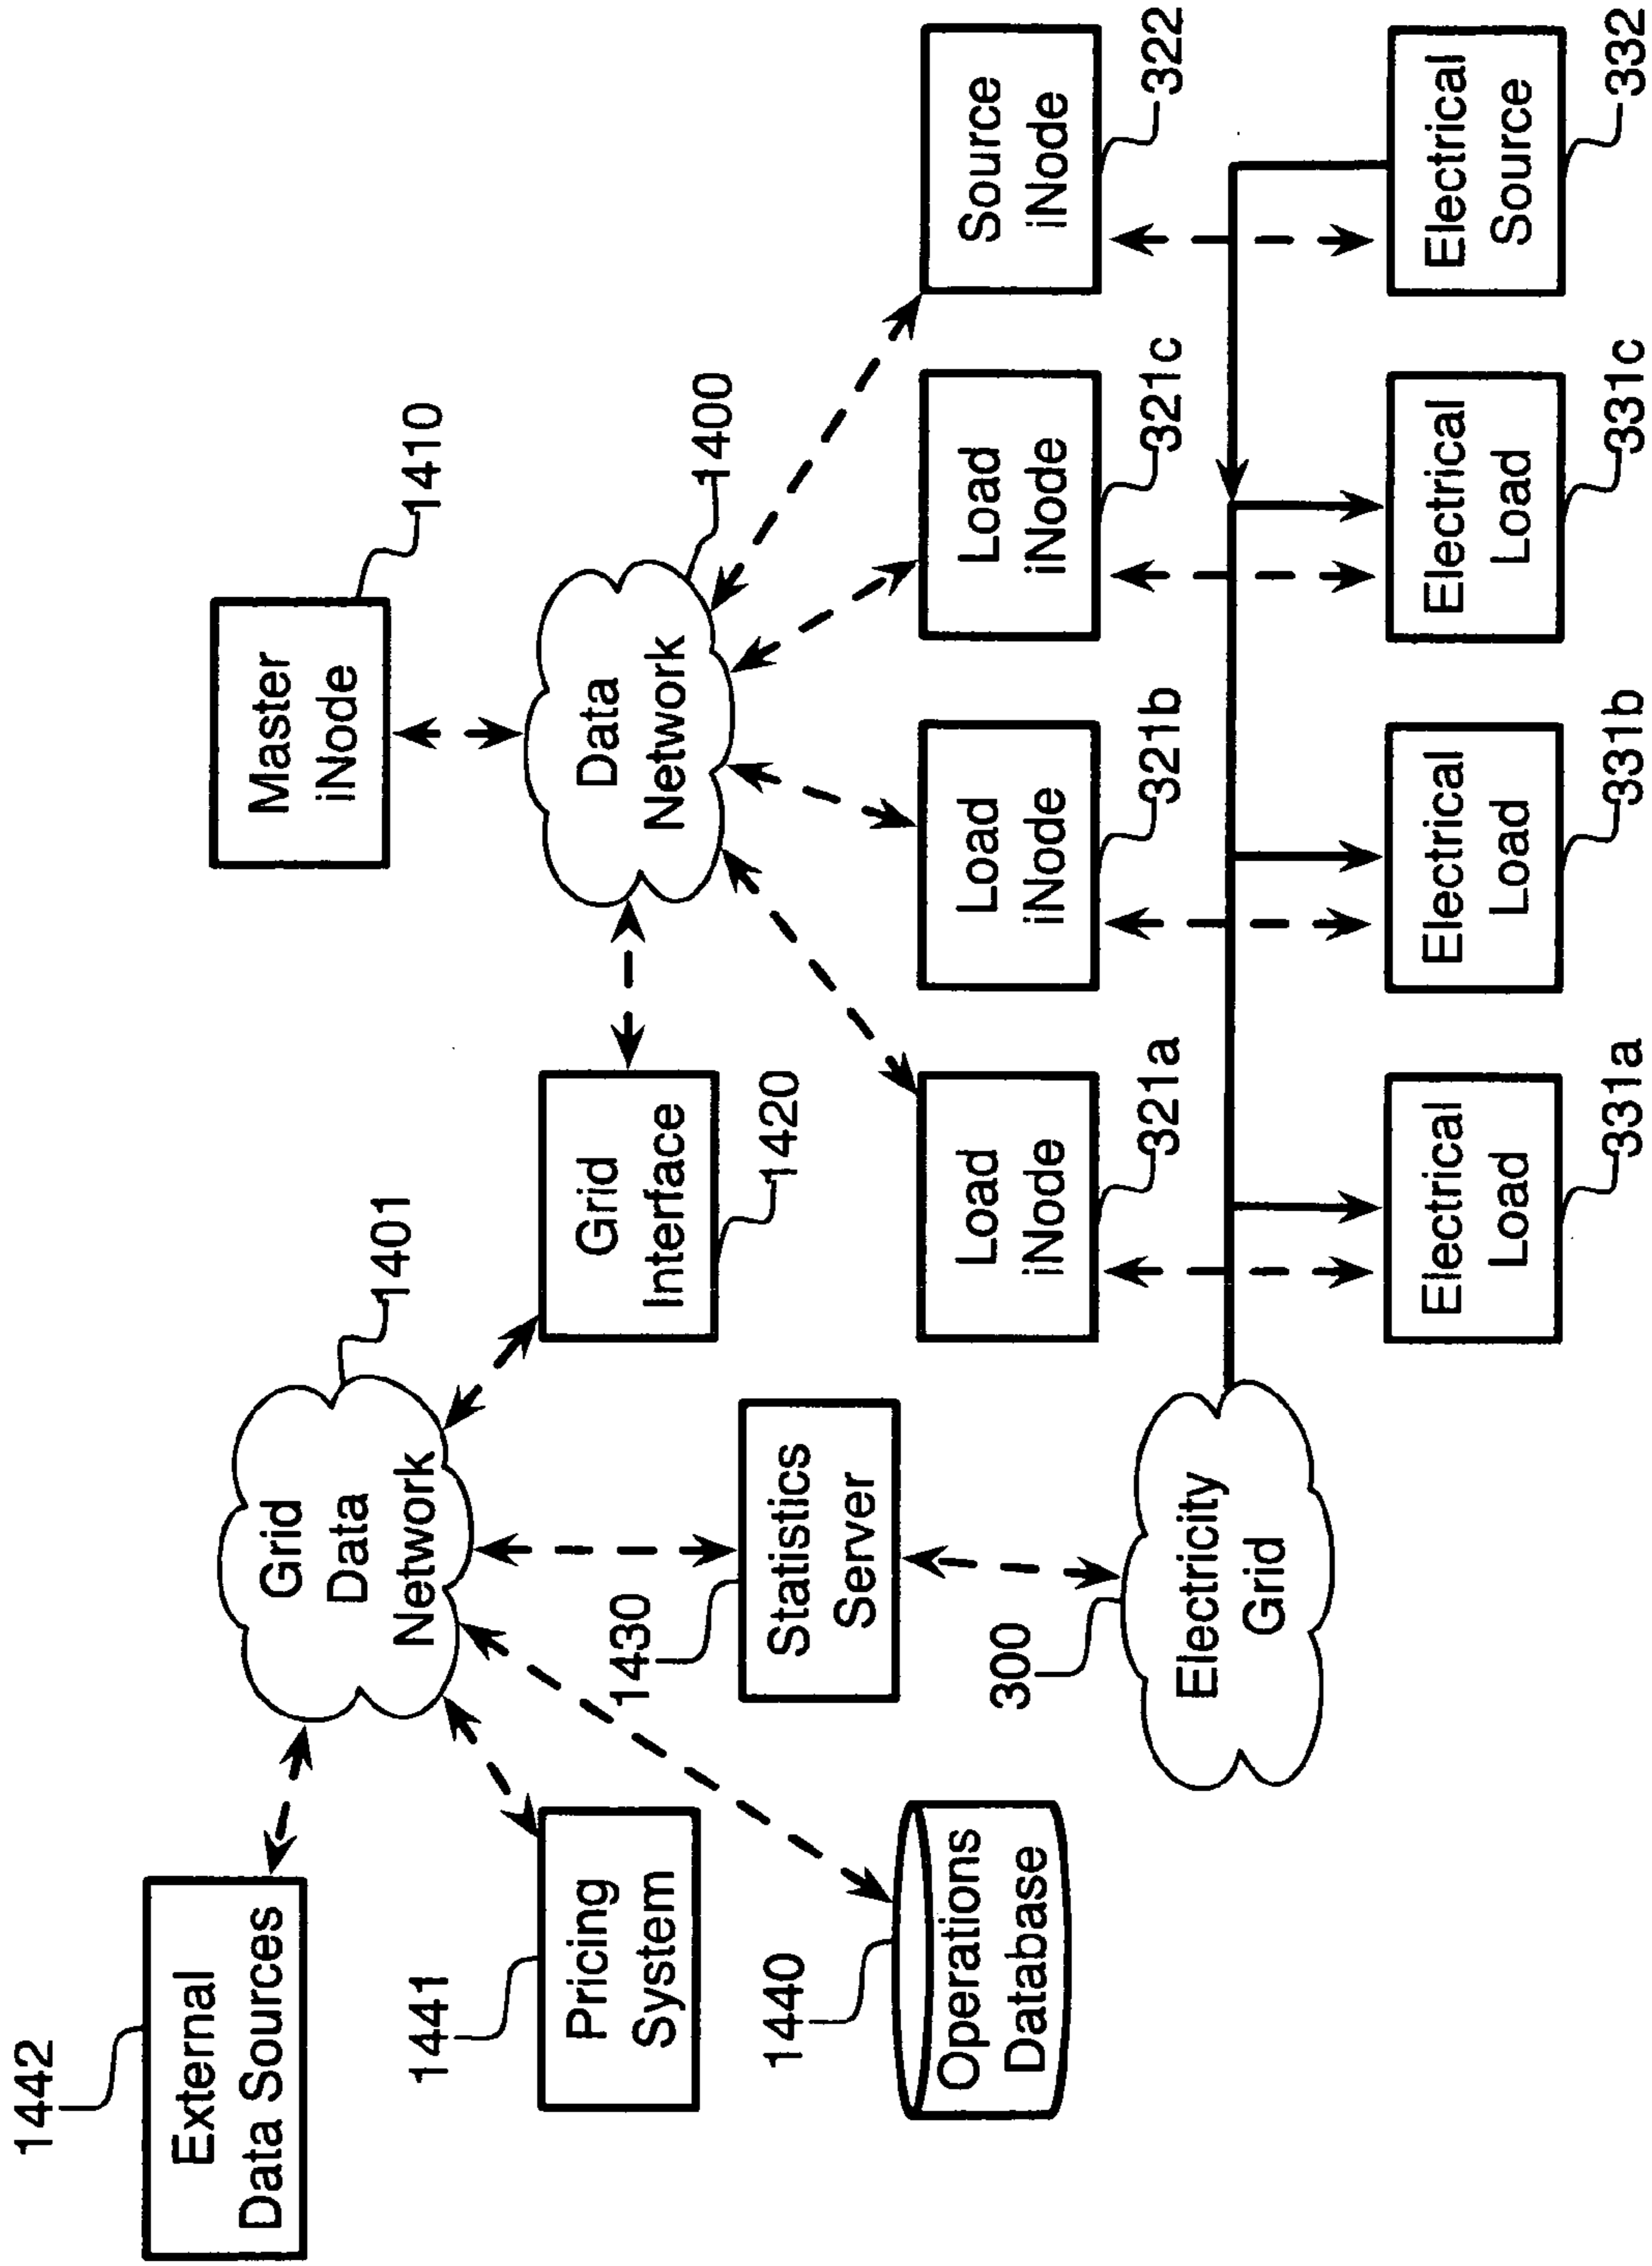 1442
External
Data Sources
1441
Pricing
System
1440
Operations
Database
Grid
Data
Network
1401
1430
Statistics
Server
300
Electricity
Grid
Grid
Interface
1420
Master
iNode
1410
Data
Network
1400
Load
iNode
321a
Load
iNode
321b
Load
iNode
321c
Source
iNode
322
Electrical
Load
331a
Electrical
Load
331b
Electrical
Load
331c
Electrical
Source
332